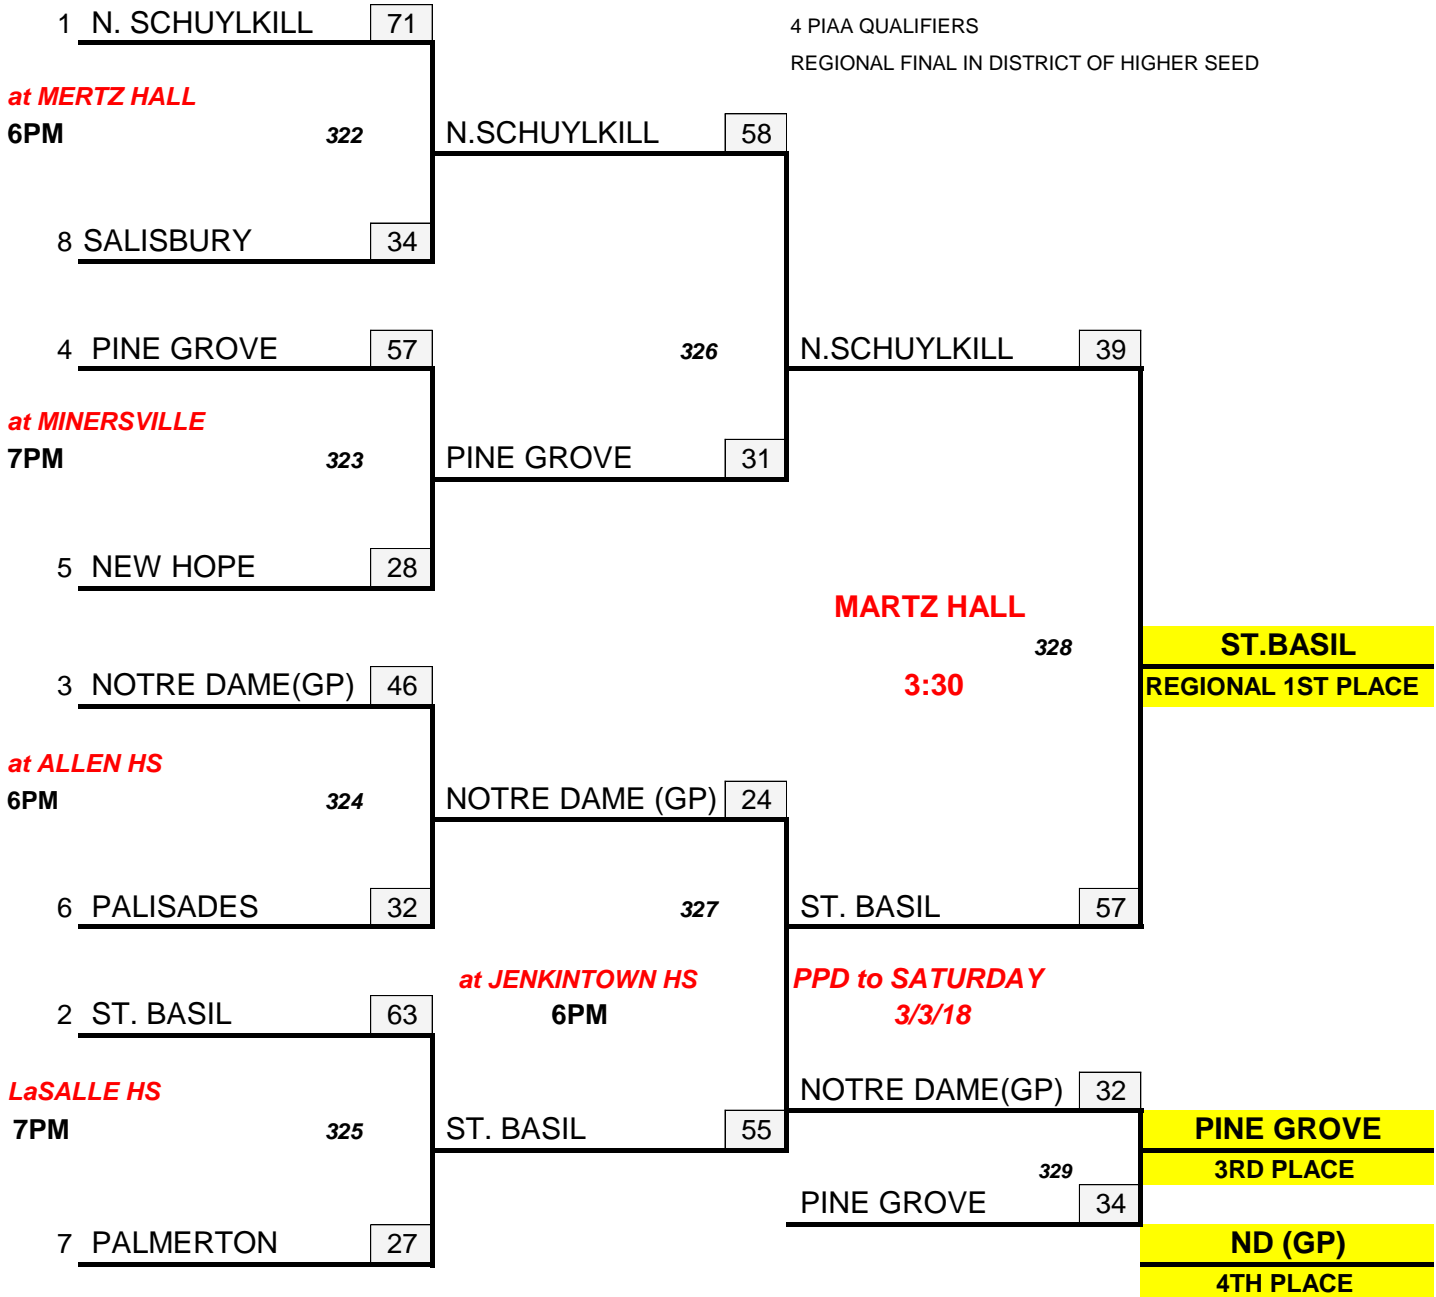 1 N. SCHUYLKILL 71
4 PIAA QUALIFIERS
REGIONAL FINAL IN DISTRICT OF HIGHER SEED
at MERTZ HALL
6PM 322 N.SCHUYLKILL 58
8 SALISBURY 34
4 PINE GROVE 57 326 N.SCHUYLKILL 39
at MINERSVILLE
7PM 323 PINE GROVE 31
5 NEW HOPE 28
MARTZ HALL
328 ST.BASIL
3 NOTRE DAME(GP) 46 3:30 REGIONAL 1ST PLACE
at ALLEN HS
6PM 324 NOTRE DAME (GP) 24
6 PALISADES 32 327 ST. BASIL 57
at JENKINTOWN HS PPD to SATURDAY
2 ST. BASIL 63 6PM 3/3/18
LaSALLE HS NOTRE DAME(GP) 32
7PM 325 ST. BASIL 55 PINE GROVE
329 3RD PLACE
PINE GROVE 34
7 PALMERTON 27 ND (GP)
4TH PLACE